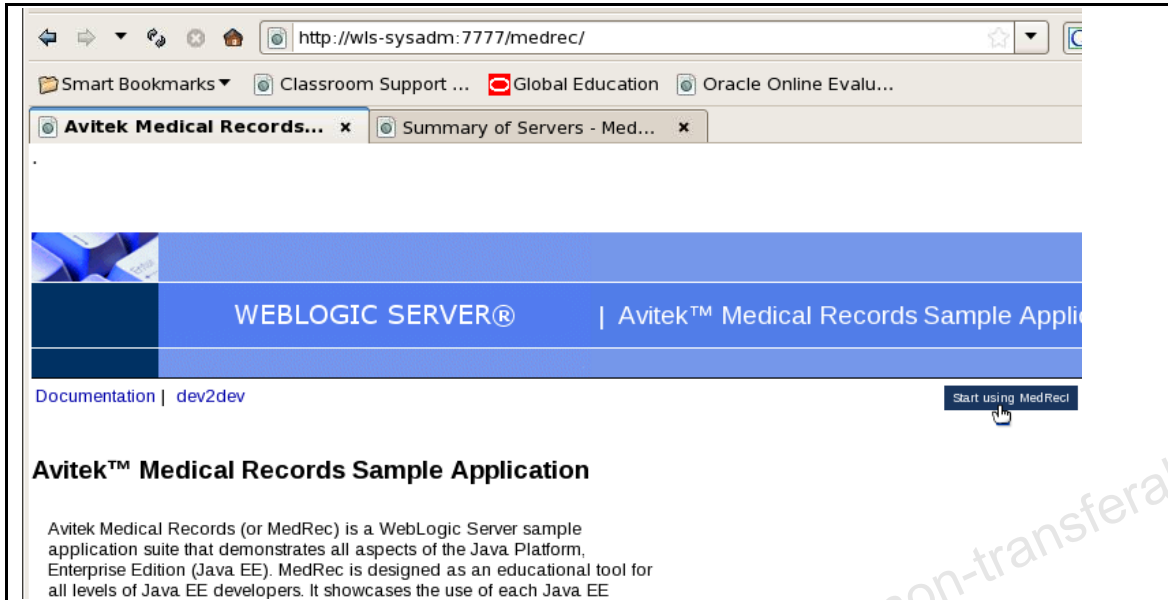 http://wls-sysadm:7777/medrec/
Smart Bookmarks Classroom Support ... Global Education Oracle Online Evalu...
Avitek Medical Records... x Summary of Servers - Med... x
.
WEBLOGIC SERVER® | Avitek™ Medical Records Sample Appli
Documentation | dev2dev Start using MedRec!
Avitek™ Medical Records Sample Application
Avitek Medical Records (or MedRec) is a WebLogic Server sample
application suite that demonstrates all aspects of the Java Platform,
Enterprise Edition (Java EE). MedRec is designed as an educational tool for
all levels of Java EE developers. It showcases the use of each Java EE
on-transfera